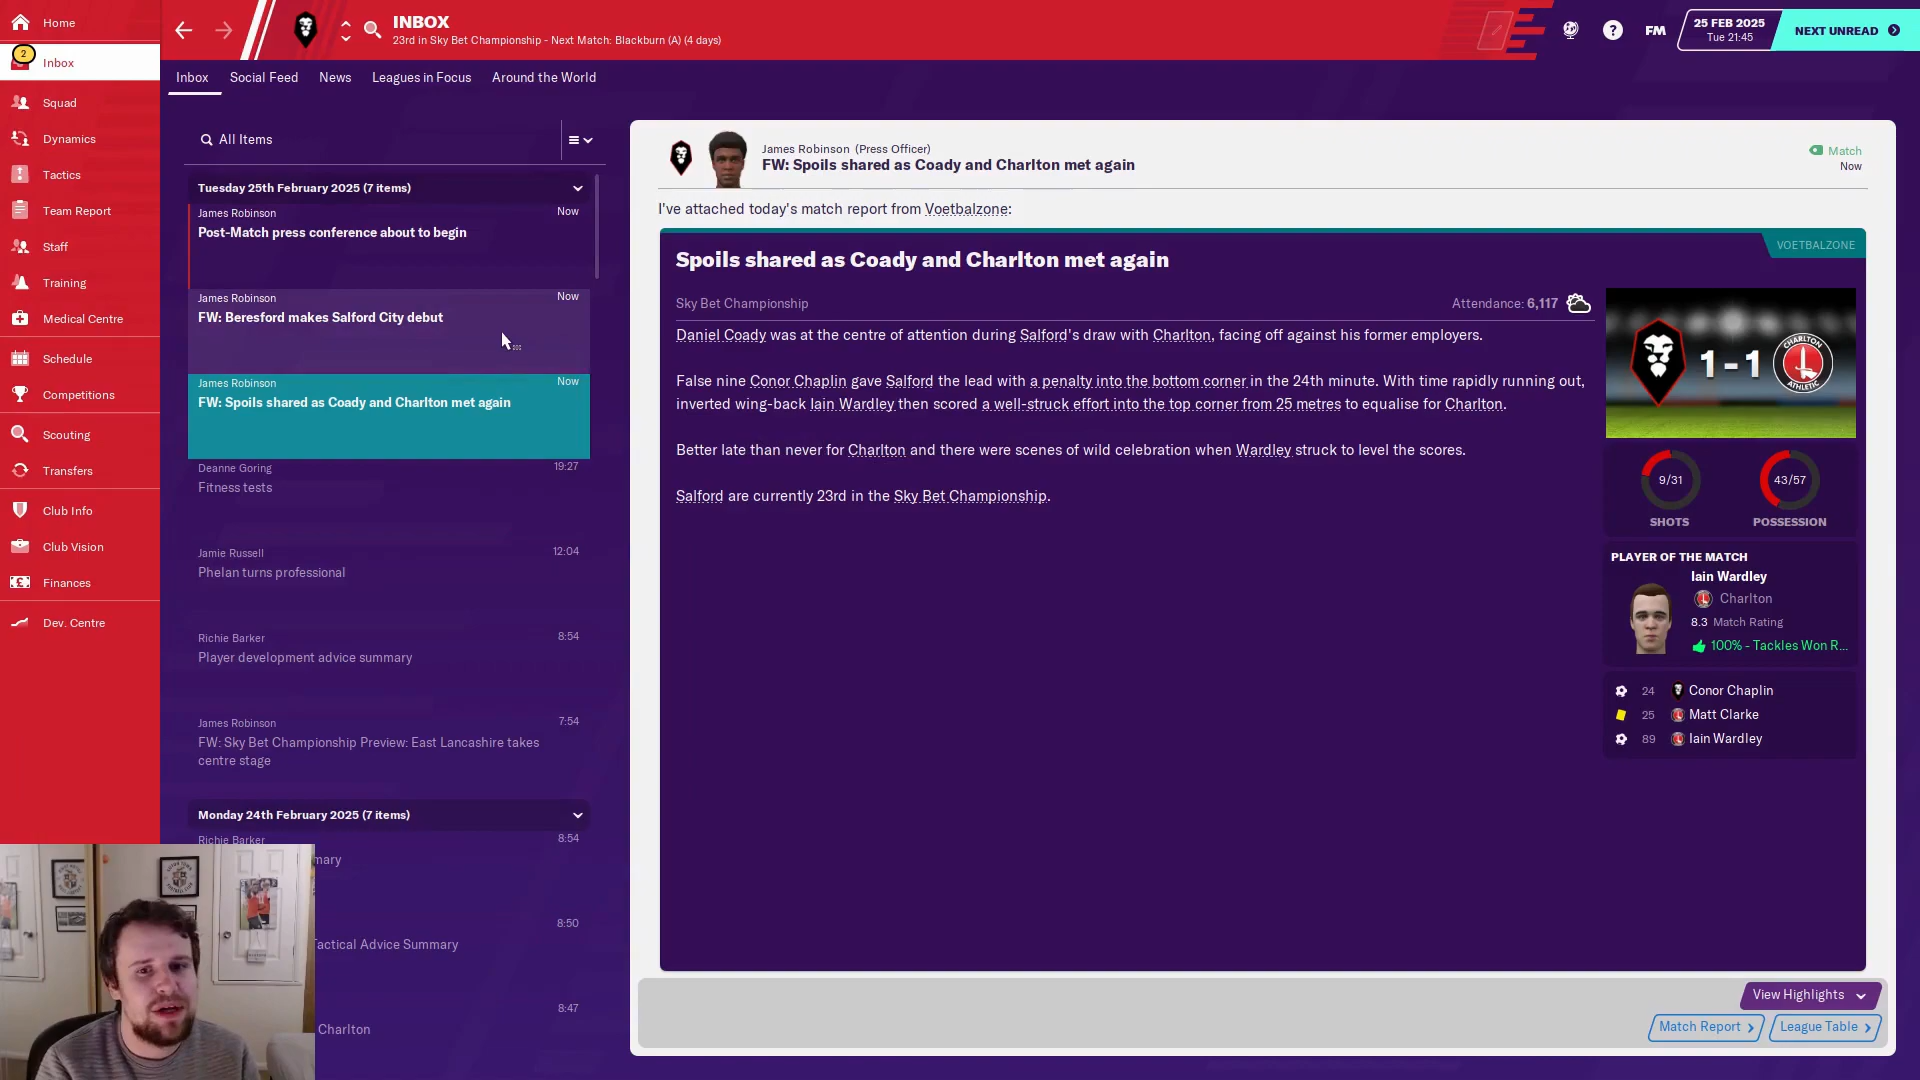 Home
2
Inbox
Squad
Dynamics
Tactics
Team Report
Staff
Training
Medical Centre
Schedule
Competitions
Scouting
Transfers
Club Info
Club Vision
Finances
Dev. Centre
INBOX
23rd in Sky Bet Championship - Next Match: Blackburn (A) (4 days)
FM
25 FEB 2025
Tue 21:45
NEXT UNREAD
Inbox
Social Feed
News
Leagues in Focus
Around the World
All Items
Tuesday 25th February 2025 (7 items)
James Robinson
Now
Post-Match press conference about to begin
James Robinson
Now
FW: Beresford makes Salford City debut
James Robinson
Now
FW: Spoils shared as Coady and Charlton met again
Deanne Goring
19:27
Fitness tests
Jamie Russell
12:04
Phelan turns professional
Richie Barker
8:54
Player development advice summary
James Robinson
7:54
FW: Sky Bet Championship Preview: East Lancashire takes
centre stage
Monday 24th February 2025 (7 items)
Richie Barker
8:54
mary
8:50
Tactical Advice Summary
8:47
Charlton
James Robinson (Press Officer)
FW: Spoils shared as Coady and Charlton met again
Match
Now
I've attached today's match report from Voetbalzone:
VOETBALZONE
Spoils shared as Coady and Charlton met again
Sky Bet Championship
Attendance: 6,117
Daniel Coady was at the centre of attention during Salford's draw with Charlton, facing off against his former employers.
False nine Conor Chaplin gave Salford the lead with a penalty into the bottom corner in the 24th minute. With time rapidly running out,
inverted wing-back Iain Wardley then scored a well-struck effort into the top corner from 25 metres to equalise for Charlton.
Better late than never for Charlton and there were scenes of wild celebration when Wardley struck to level the scores.
Salford are currently 23rd in the Sky Bet Championship.
1-1
CHARLTON
ATHLETIC
9/31
SHOTS
43/57
POSSESSION
PLAYER OF THE MATCH
Iain Wardley
Charlton
8.3 Match Rating
100% - Tackles Won R...
24 Conor Chaplin
25 Matt Clarke
89 Iain Wardley
View Highlights
Match Report
League Table